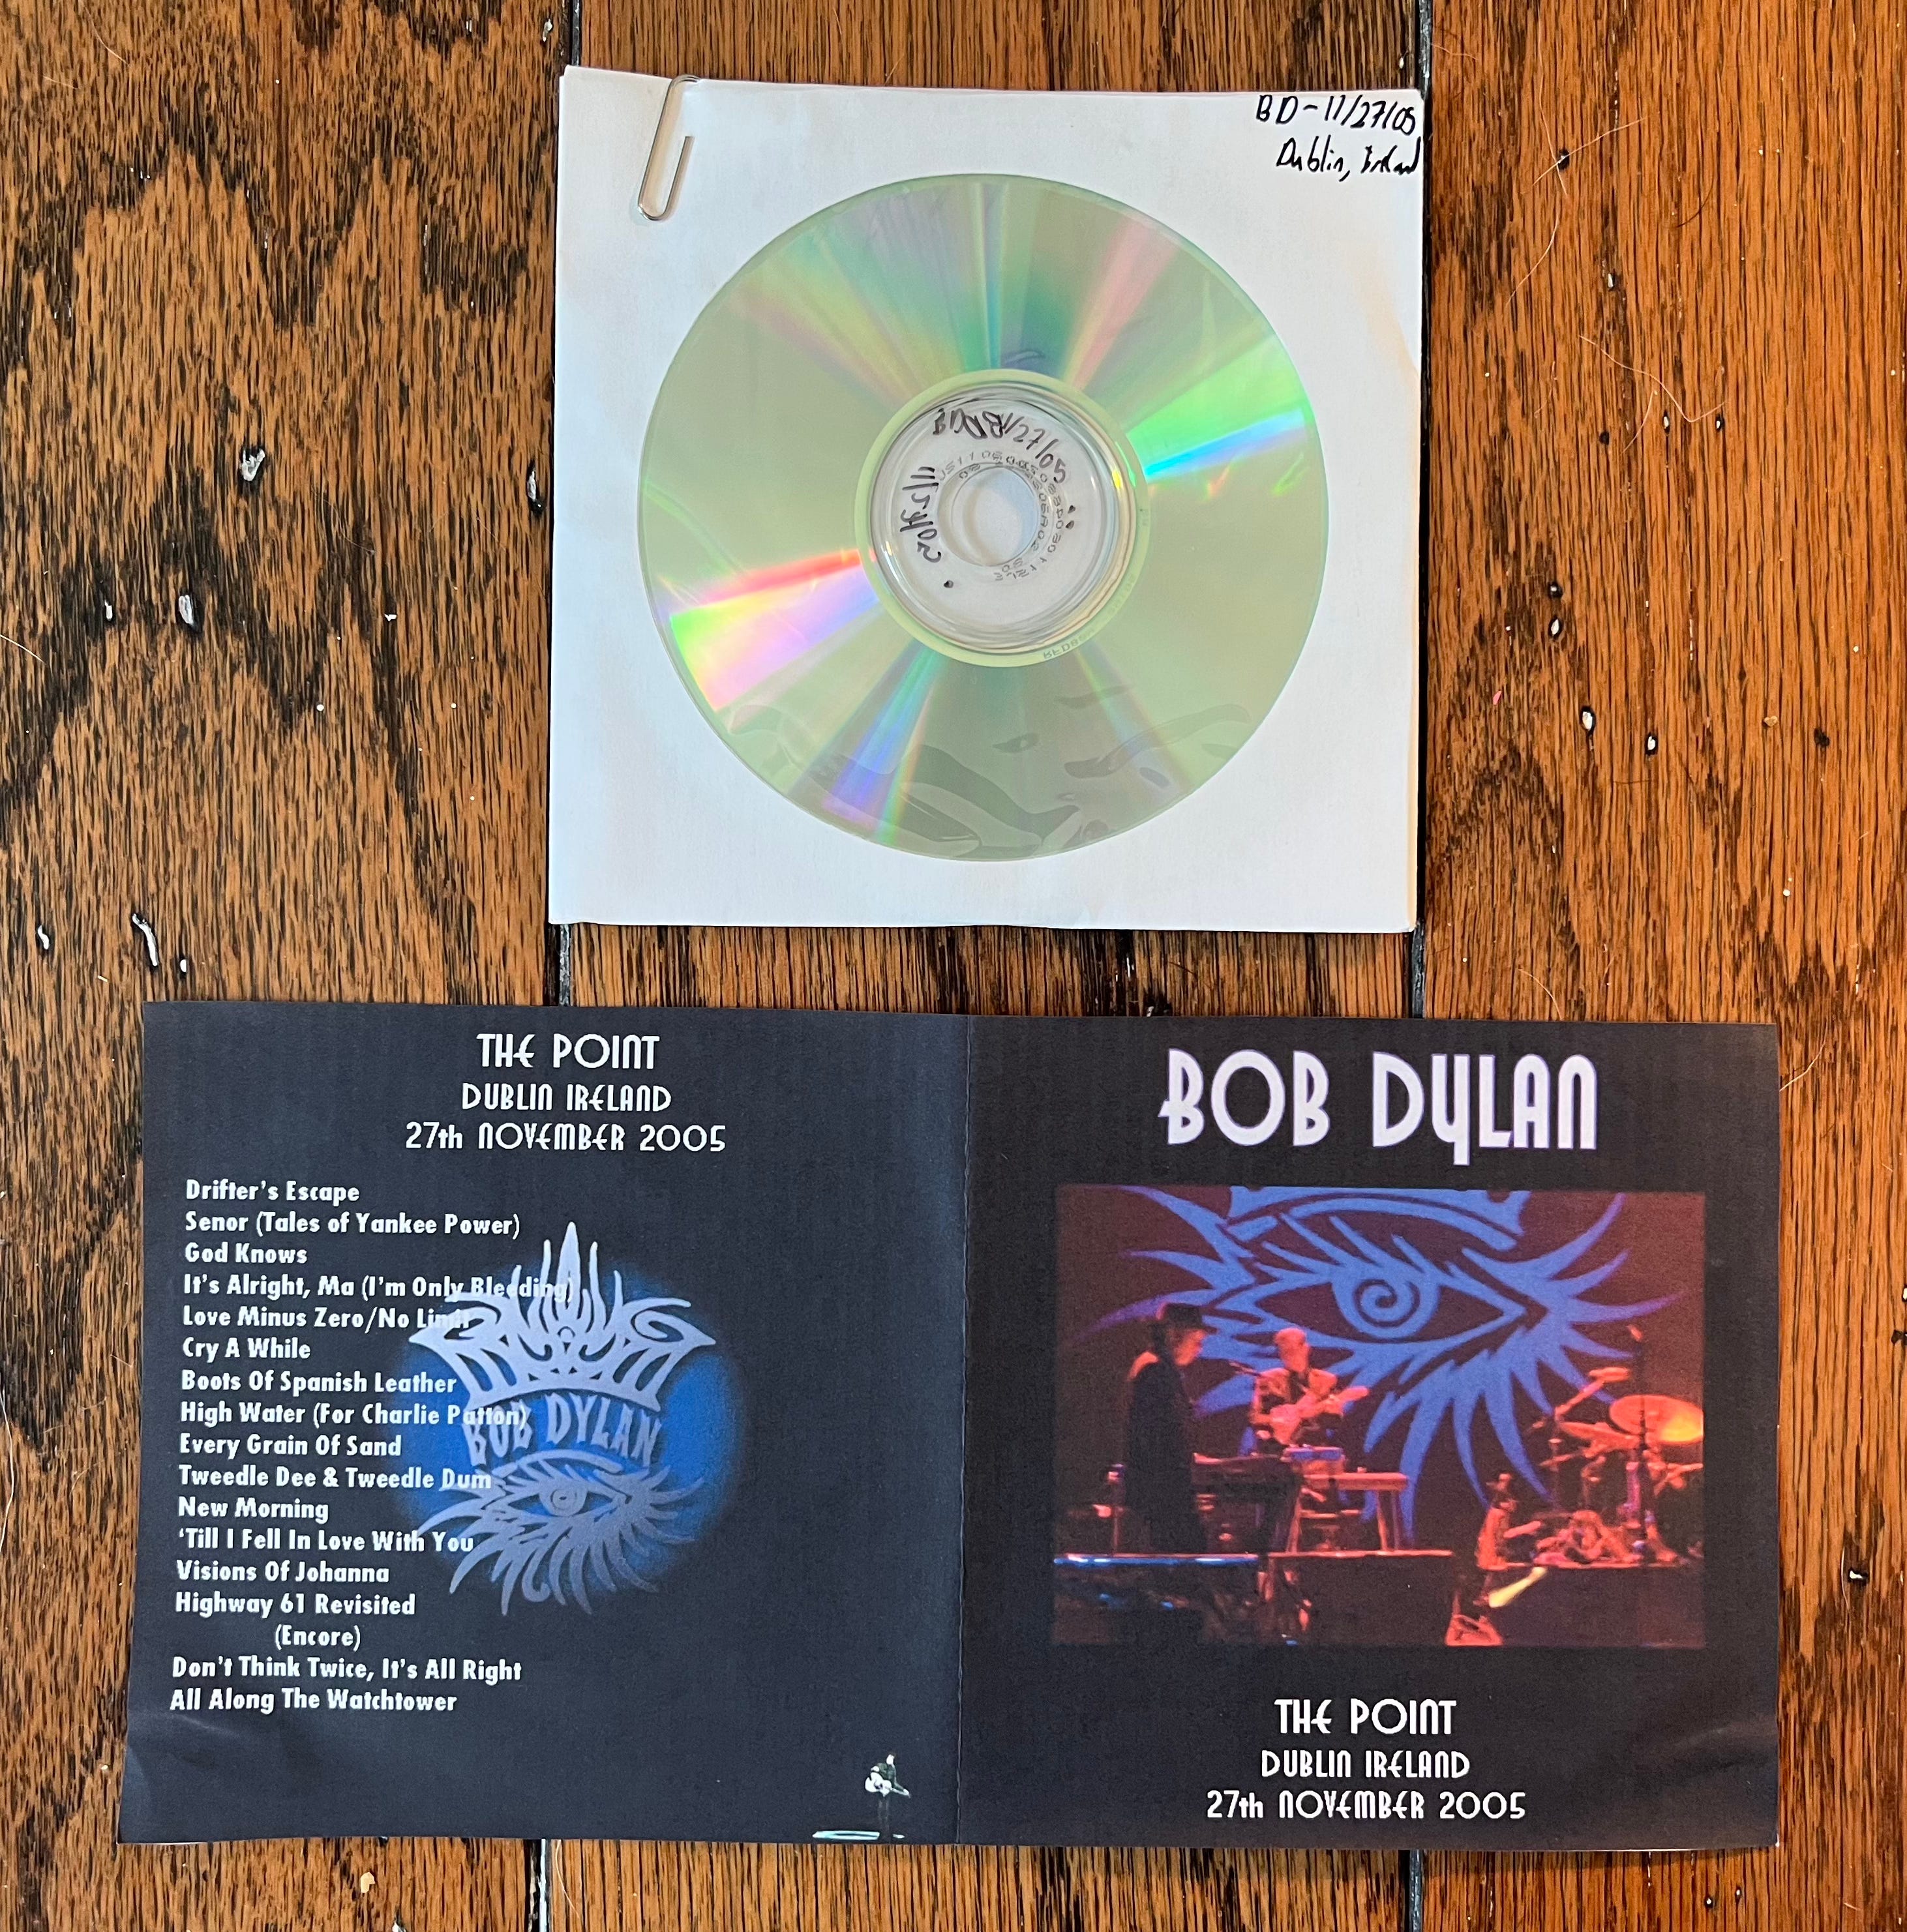 BD-11/27/05
Dublin, Ireland
11/27/05
THE POINT
DUBLIN IRELAND
27th NOVEMBER 2005
Drifter's Escape
Senor (Tales of Yankee Power)
God Knows
It's Alright, Ma (I'm Only Bleeding)
Love Minus Zero/No Limit
Cry A While
Boots Of Spanish Leather
High Water (For Charlie Patton)
Every Grain Of Sand
Tweedle Dee & Tweedle Dum
New Morning
'Till I Fell In Love With You
Visions Of Johanna
Highway 61 Revisited
(Encore)
Don't Think Twice, It's All Right
All Along The Watchtower
BOB DYLAN
BOB DYLAN
THE POINT
DUBLIN IRELAND
27th NOVEMBER 2005